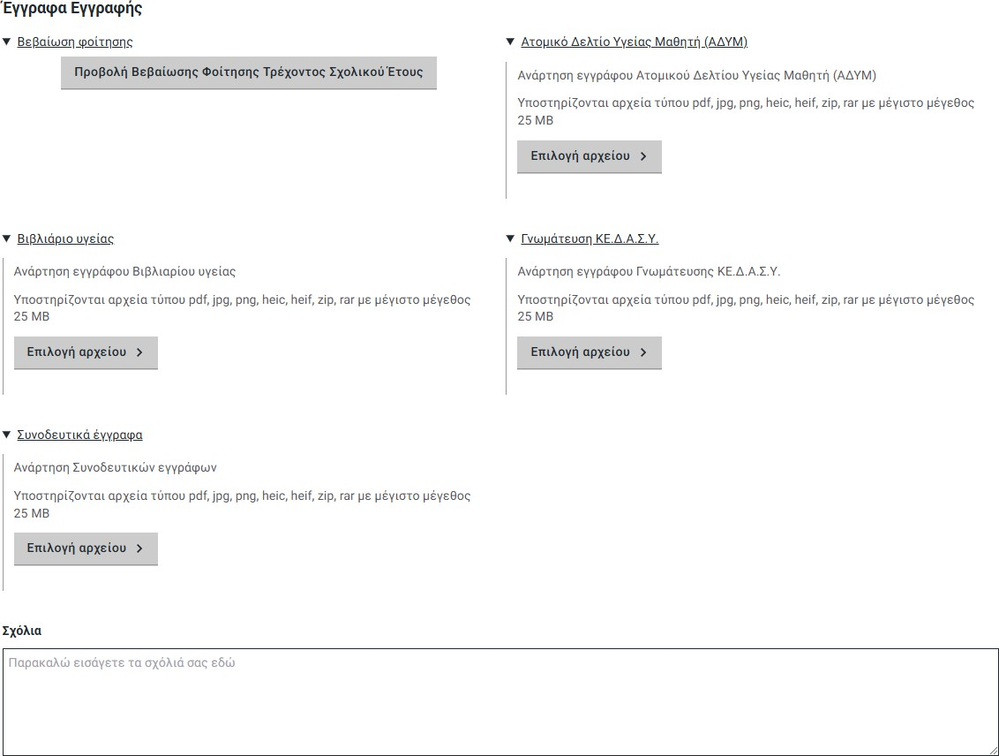 Έγγραφα Εγγραφής
Βεβαίωση φοίτησης
Προβολή Βεβαίωσης Φοίτησης Τρέχοντος Σχολικού Έτους
Ατομικό Δελτίο Υγείας Μαθητή (ΑΔΥΜ)
Ανάρτηση εγγράφου Ατομικού Δελτίου Υγείας Μαθητή (ΑΔΥΜ)
Υποστηρίζονται αρχεία τύπου pdf, jpg, png, heic, heif, zip, rar με μέγιστο μέγεθος
25 MB
Επιλογή αρχείου
Βιβλιάριο υγείας
Ανάρτηση εγγράφου Βιβλιαρίου υγείας
Υποστηρίζονται αρχεία τύπου pdf, jpg, png, heic, heif, zip, rar με μέγιστο μέγεθος
25 MB
Επιλογή αρχείου
Γνωμάτευση ΚΕ.Δ.Α.Σ.Υ.
Ανάρτηση εγγράφου Γνωμάτευσης ΚΕ.Δ.Α.Σ.Υ.
Υποστηρίζονται αρχεία τύπου pdf, jpg, png, heic, heif, zip, rar με μέγιστο μέγεθος
25 MB
Επιλογή αρχείου
Συνοδευτικά έγγραφα
Ανάρτηση Συνοδευτικών εγγράφων
Υποστηρίζονται αρχεία τύπου pdf, jpg, png, heic, heif, zip, rar με μέγιστο μέγεθος
25 MB
Επιλογή αρχείου
Σχόλια
Παρακαλώ εισάγετε τα σχόλιά σας εδώ